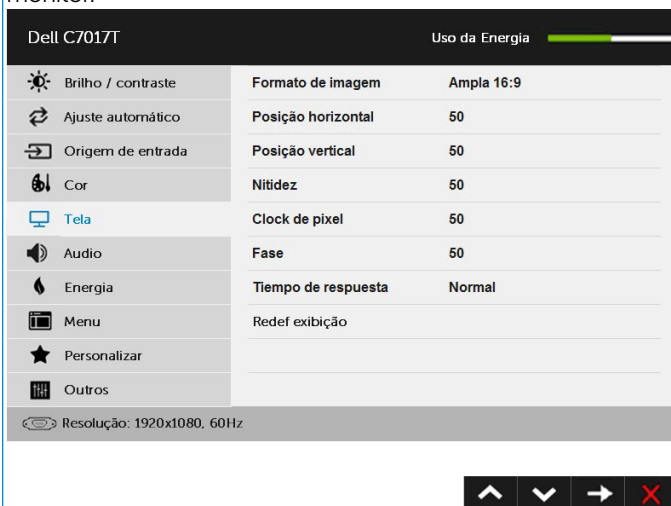 monitor.
Dell C7017T Uso da Energia
Brilho / contraste Formato de imagem Ampla 16:9
Ajuste automático Posição horizontal 50
Origem de entrada Posição vertical 50
Cor Nitidez 50
Tela Clock de pixel 50
Audio Fase 50
Energia Tiempo de respuesta Normal
Menu Redef exibição
Personalizar
Outros
Resolução: 1920x1080, 60Hz